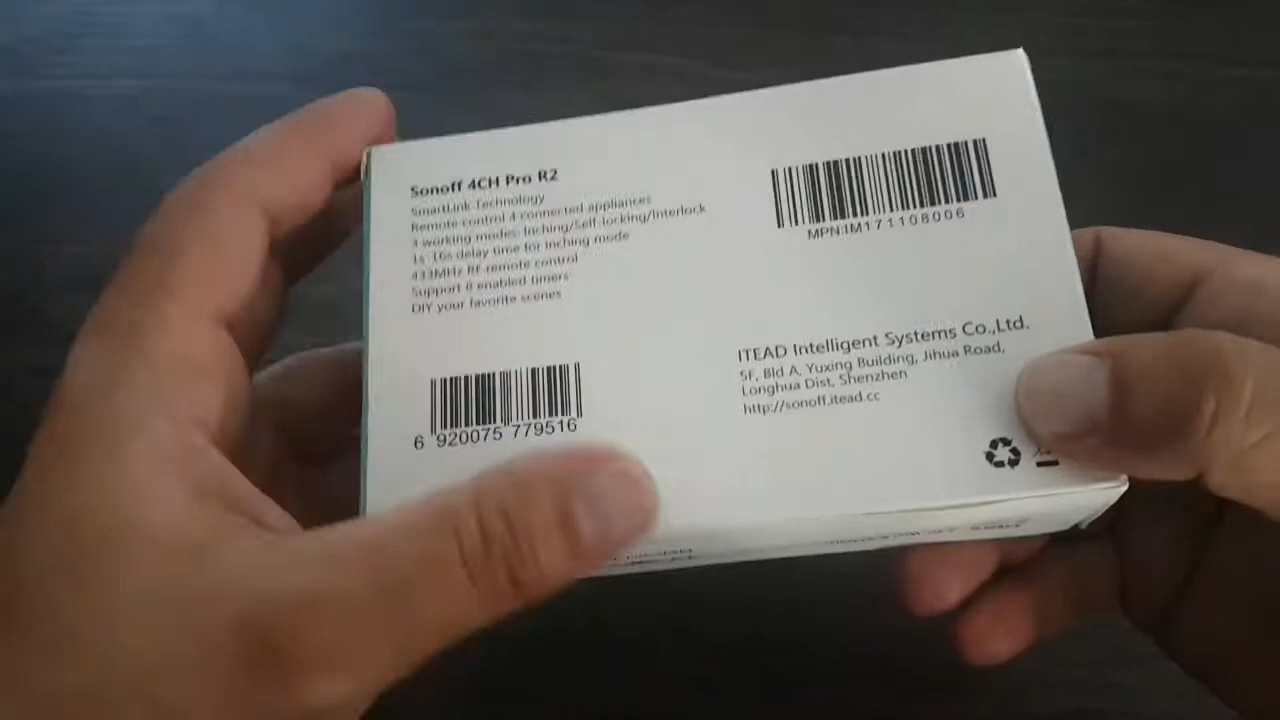 Sonoff 4CH Pro R2
SmartLink Technology
Remote control 4 connected appliances
3 working modes: Inching/Self-locking/Interlock
1s-16s delay time for Inching mode
433MHz RF remote control
Support 8 enabled timers
DIY your favorite scenes
MPN:IM171108006
ITEAD Intelligent Systems Co.,Ltd.
5F, Bld A, Yuxing Building, Jihua Road,
Longhua Dist, Shenzhen
http://sonoff.itead.cc
6 920075 779516